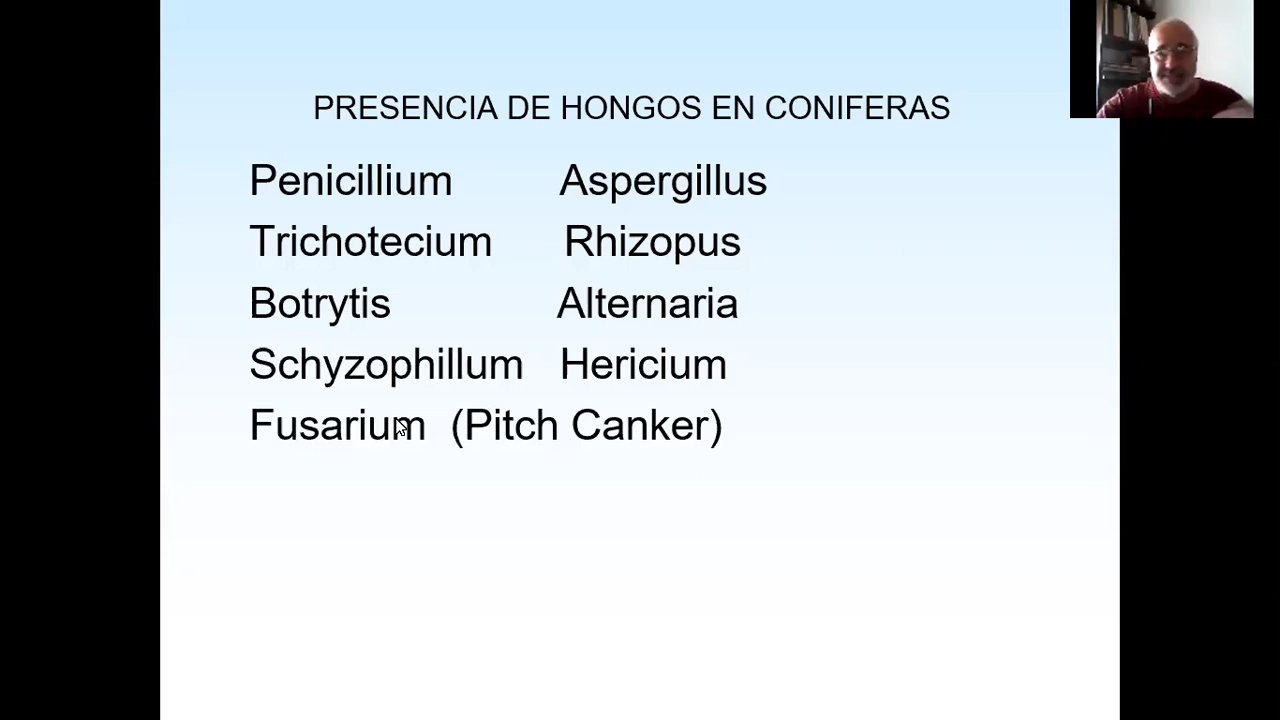 PRESENCIA DE HONGOS EN CONIFERAS
Penicillium Aspergillus
Trichotecium Rhizopus
Botrytis Alternaria
Schyzophillum Hericium
Fusarium (Pitch Canker)